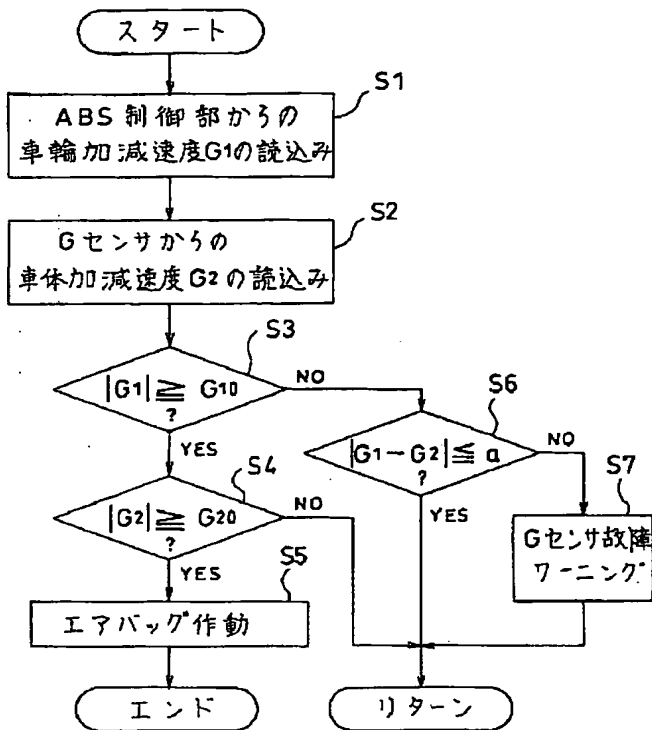 スタート
S1
ABS制御部からの
車輪加減速度G1の読込み
S2
Gセンサからの
車体加減速度G2の読込み
S3
|G1|≧G10
?
NO
YES
S6
|G1-G2|≦a
?
NO
YES
S4
|G2|≧G20
?
NO
YES
S7
Gセンサ故障
ワーニング
S5
エアバッグ作動
エンド
リターン